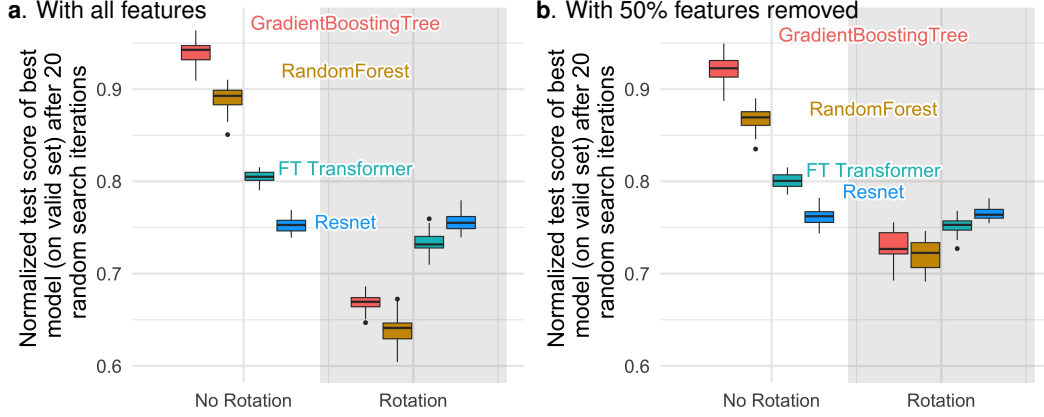 a. With all features
Normalized test score of best
model (on valid set) after 20
random search iterations
0.9
0.8
0.7
0.6
GradientBoostingTree
RandomForest
FT Transformer
Resnet
No Rotation
Rotation
b. With 50% features removed
Normalized test score of best
model (on valid set) after 20
random search iterations
0.9
0.8
0.7
0.6
GradientBoostingTree
RandomForest
FT Transformer
Resnet
No Rotation
Rotation